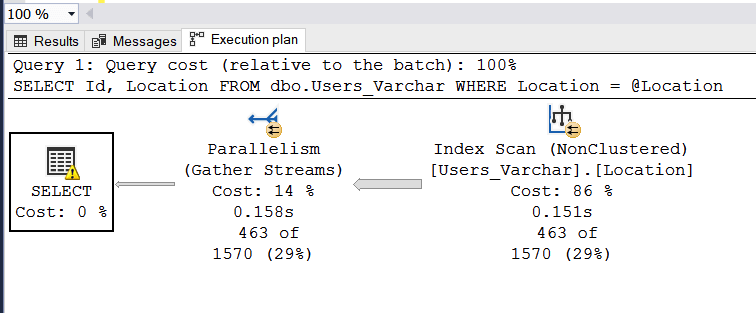 100 %
Results Messages Execution plan
Query 1: Query cost (relative to the batch): 100%
SELECT Id, Location FROM dbo.Users_Varchar WHERE Location = @Location
SELECT
Cost: 0 %
Parallelism
(Gather Streams)
Cost: 14 %
0.158s
463 of
1570 (29%)
Index Scan (NonClustered)
[Users_Varchar].[Location]
Cost: 86 %
0.151s
463 of
1570 (29%)